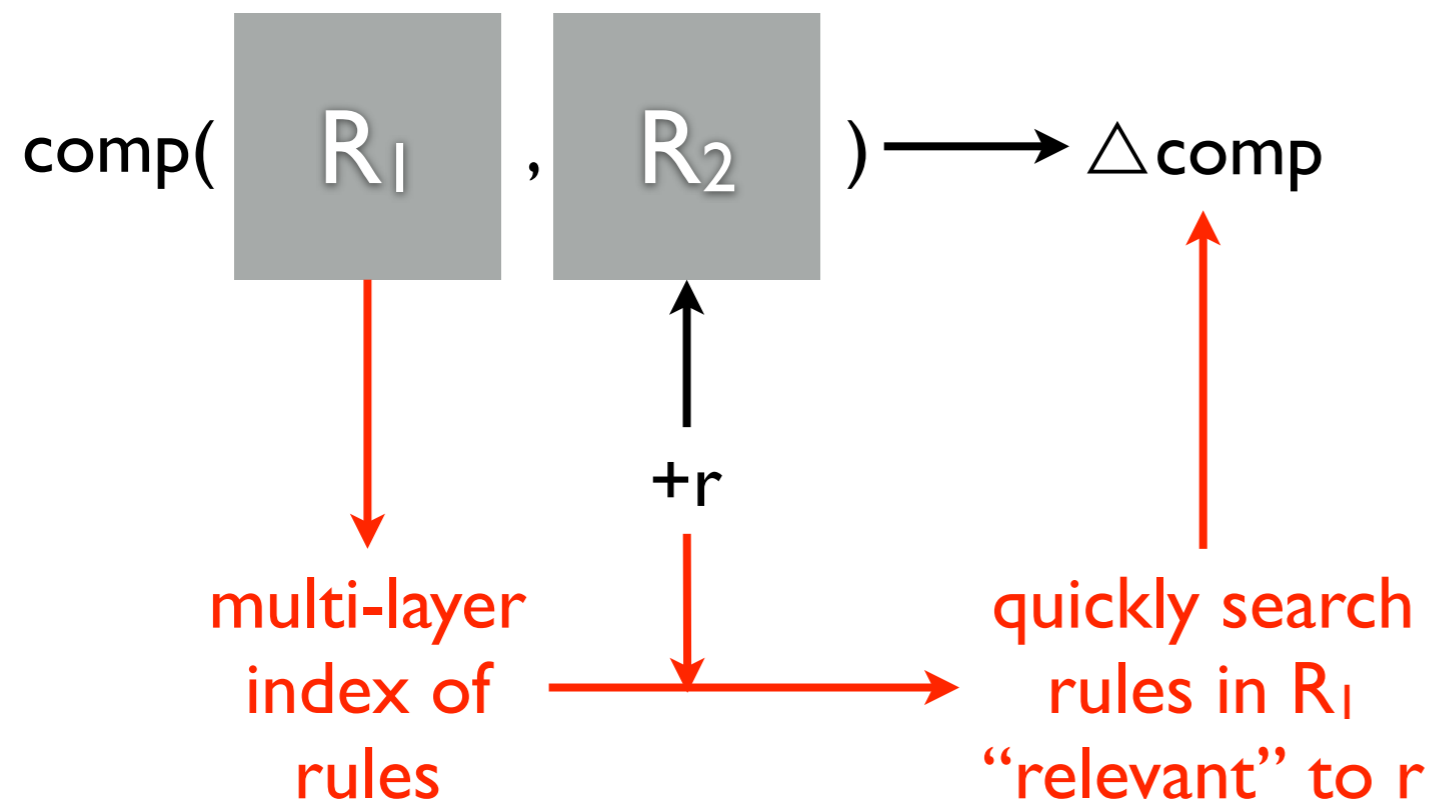 comp( R₁ , R₂ ) △comp
+r
multi-layer
index of
rules
quickly search
rules in R₁
“relevant” to r